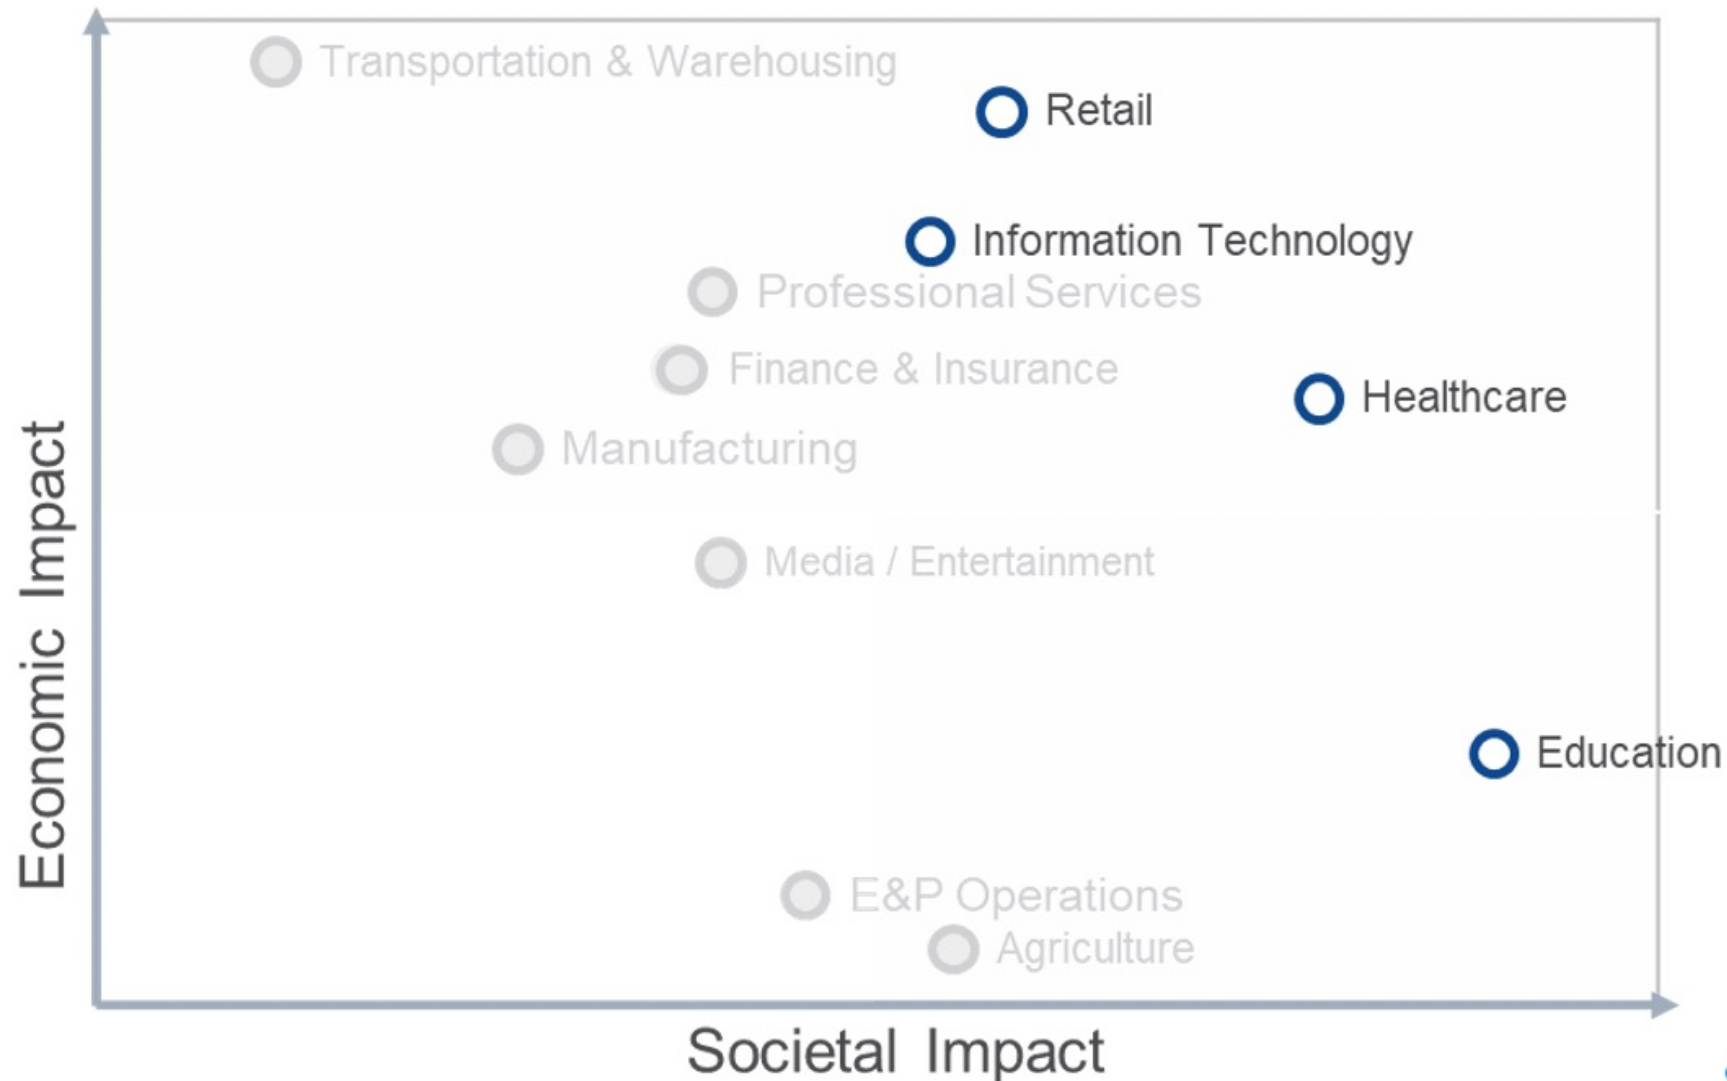 Transportation & Warehousing
Retail
Information Technology
Professional Services
Finance & Insurance
Healthcare
Manufacturing
Media / Entertainment
Education
E&P Operations
Agriculture
Economic Impact
Societal Impact